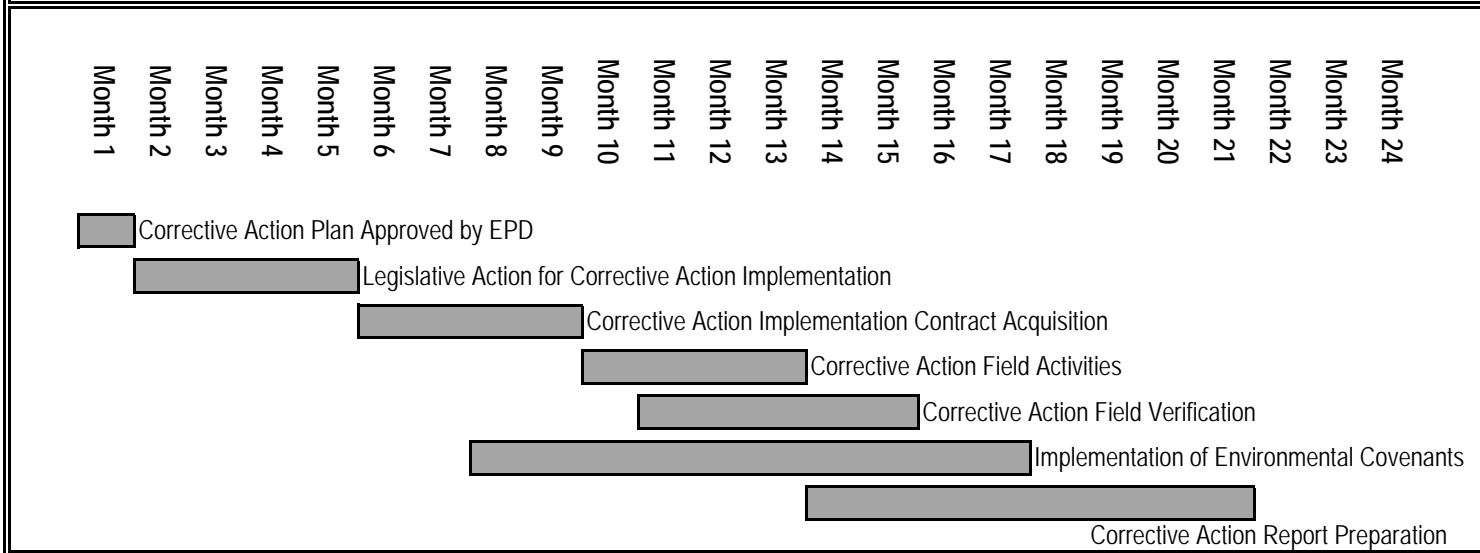 Month 1
Month 2
Month 3
Month 4
Month 5
Month 6
Month 7
Month 8
Month 9
Month 10
Month 11
Month 12
Month 13
Month 14
Month 15
Month 16
Month 17
Month 18
Month 19
Month 20
Month 21
Month 22
Month 23
Month 24
Corrective Action Plan Approved by EPD
Legislative Action for Corrective Action Implementation
Corrective Action Implementation Contract Acquisition
Corrective Action Field Activities
Corrective Action Field Verification
Implementation of Environmental Covenants
Corrective Action Report Preparation